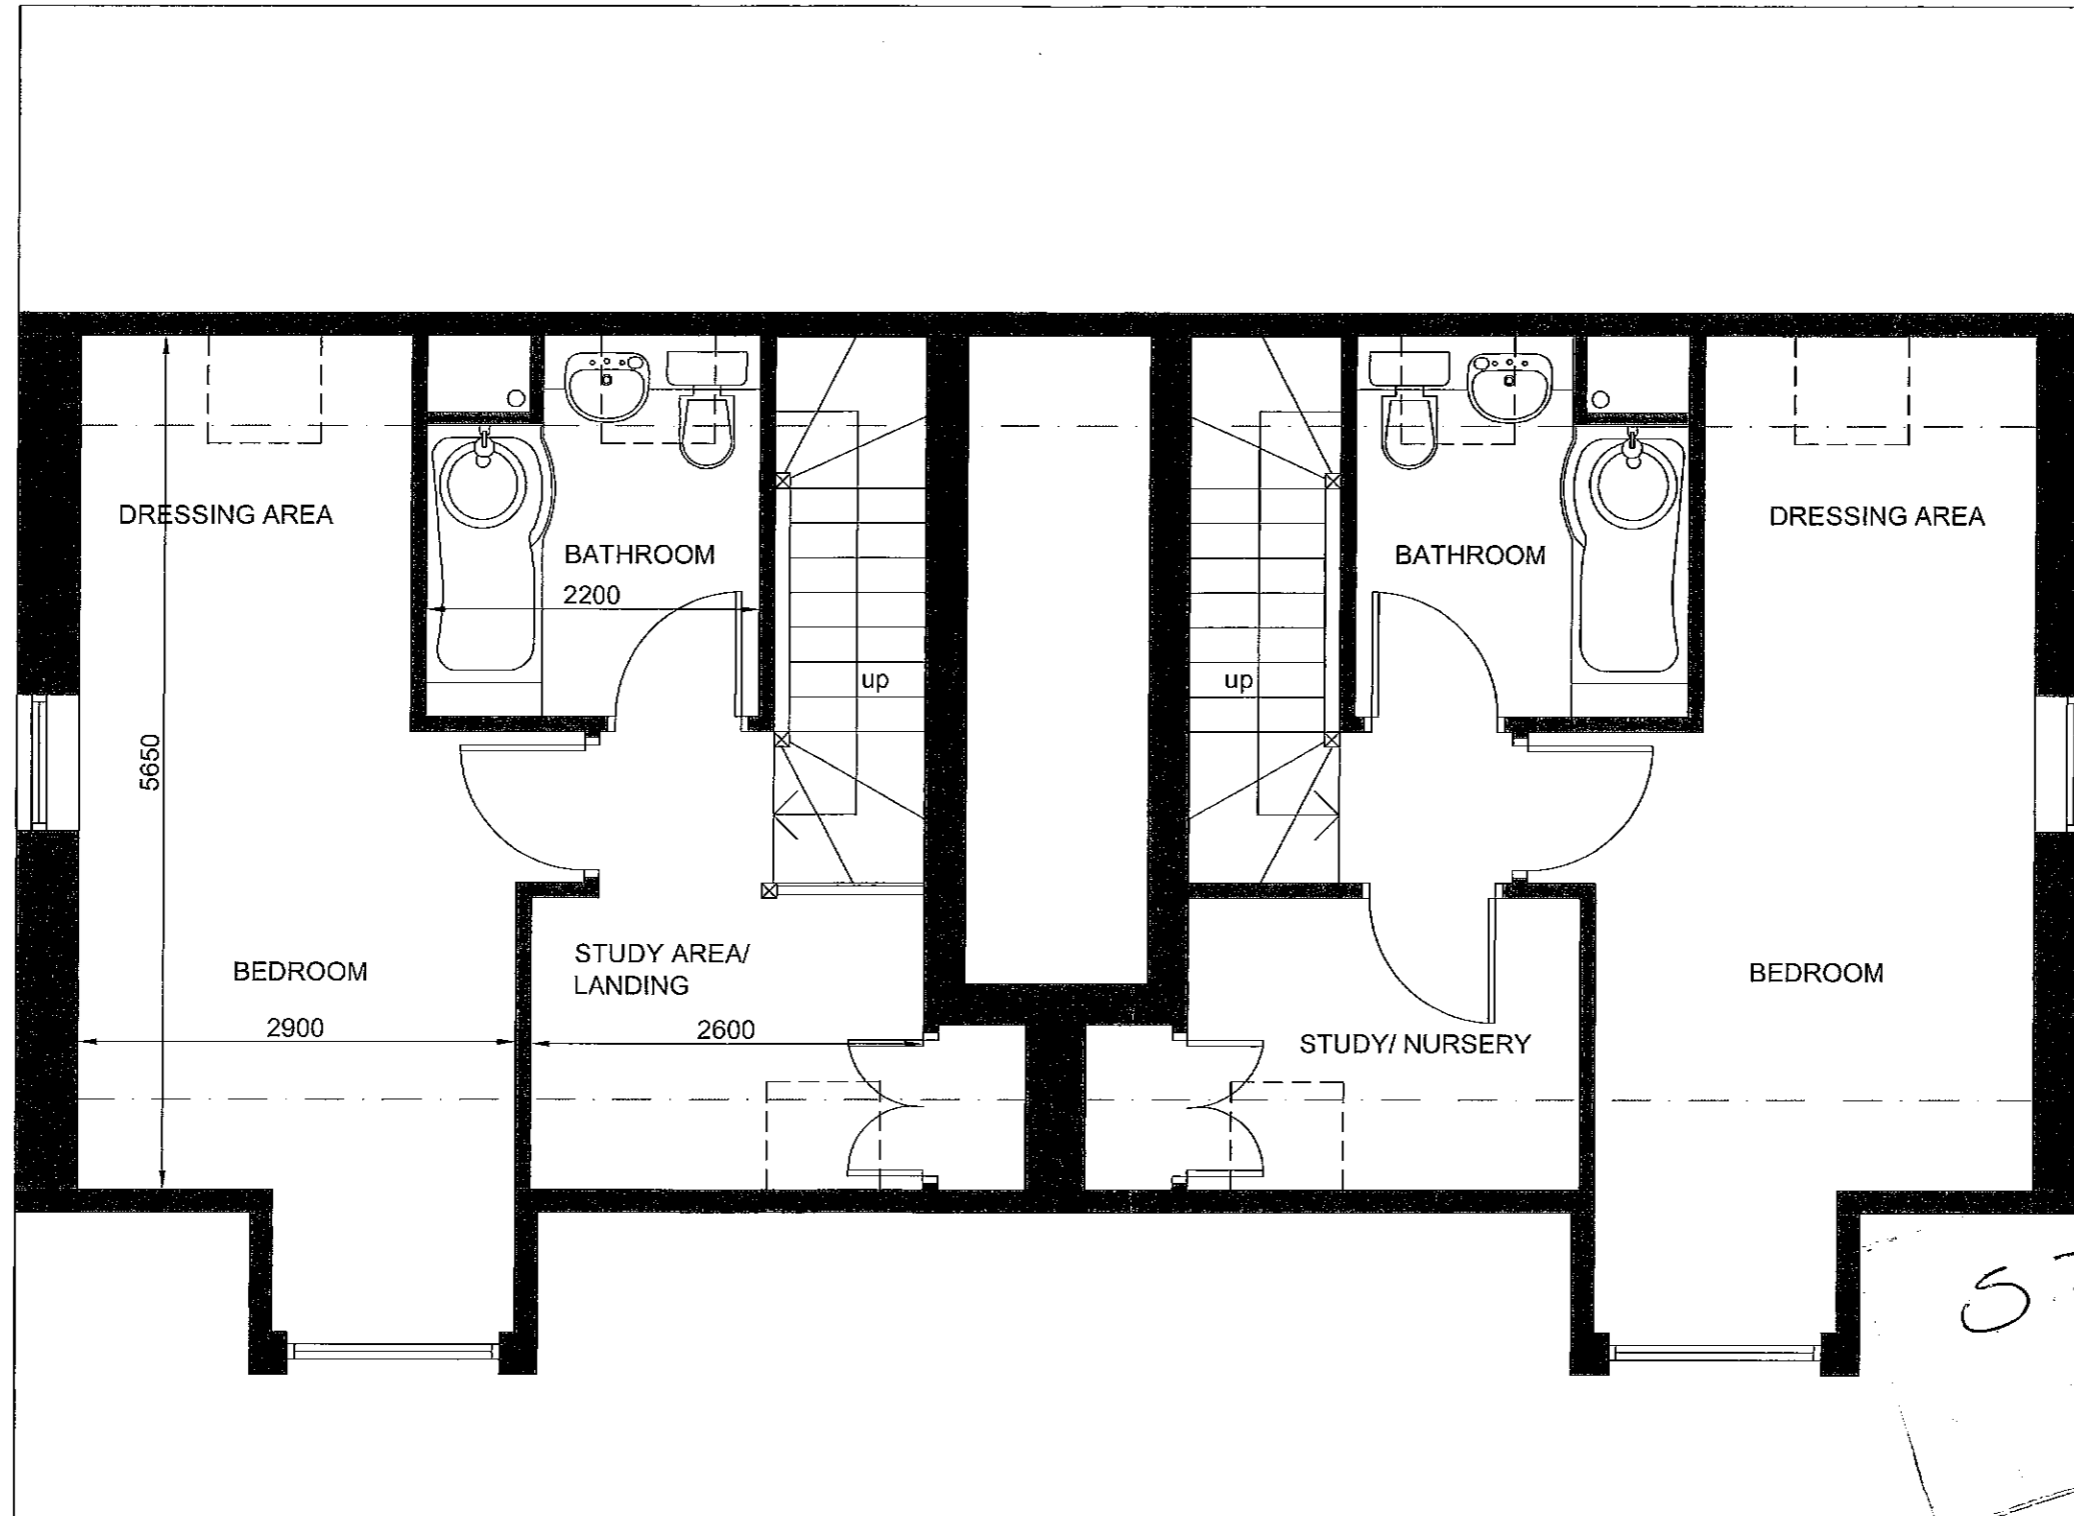 DRESSING AREA
BATHROOM
2200
up
5650
BEDROOM
2900
STUDY AREA/
LANDING
2600
up
BATHROOM
DRESSING AREA
STUDY/ NURSERY
BEDROOM